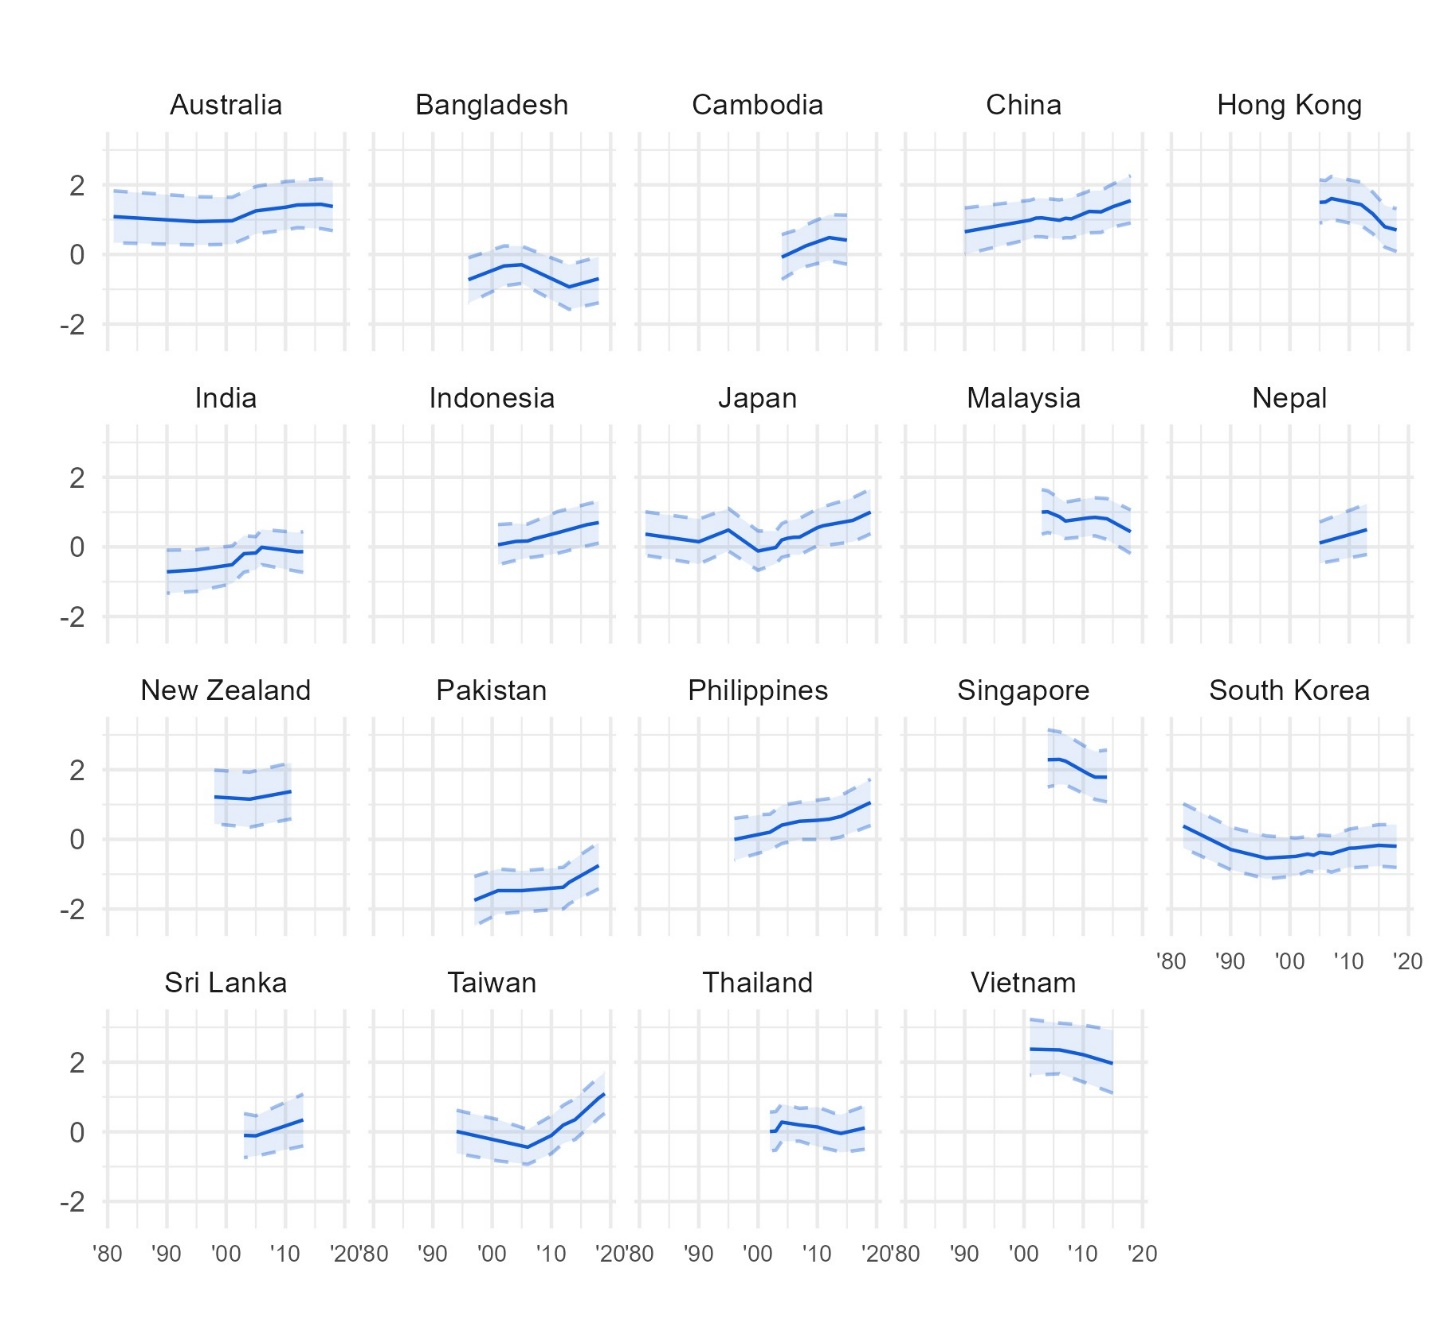 Australia Bangladesh Cambodia China Hong Kong
2
0
-2
India Indonesia Japan Malaysia Nepal
2
0
-2
New Zealand Pakistan Philippines Singapore South Korea
2
0
-2
'80 '90 '00 '10 '20
Sri Lanka Taiwan Thailand Vietnam
2
0
-2
'80 '90 '00 '10 '20 '80 '90 '00 '10 '20 '80 '90 '00 '10 '20 '80 '90 '00 '10 '20